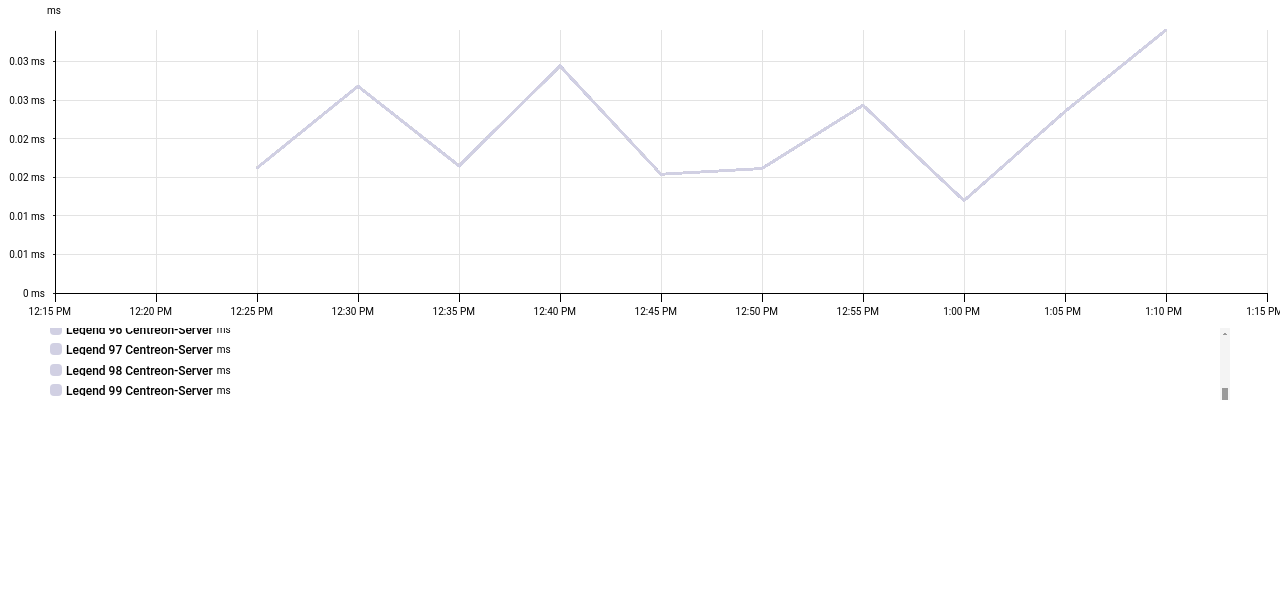 ms
0.03 ms
0.03 ms
0.02 ms
0.02 ms
0.01 ms
0.01 ms
0 ms
12:15 PM 12:20 PM 12:25 PM 12:30 PM 12:35 PM 12:40 PM 12:45 PM 12:50 PM 12:55 PM 1:00 PM 1:05 PM 1:10 PM 1:15 PM
Legend 96 Centreon-Server ms
Legend 97 Centreon-Server ms
Legend 98 Centreon-Server ms
Legend 99 Centreon-Server ms